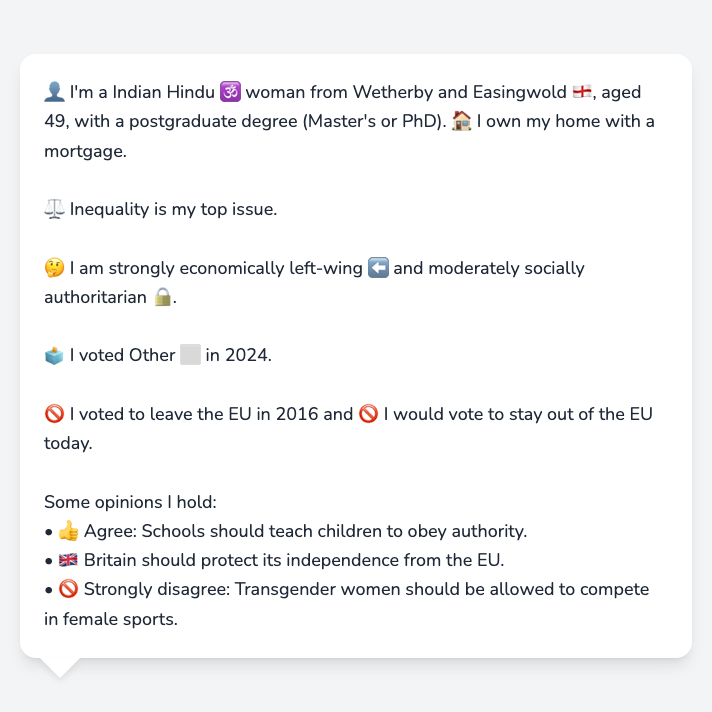 👤 I'm a Indian Hindu 🕉️ woman from Wetherby and Easingwold 🏴󠁧󠁢󠁥󠁮󠁧󠁿, aged
49, with a postgraduate degree (Master's or PhD). 🏠 I own my home with a
mortgage.
⚖️ Inequality is my top issue.
🤔 I am strongly economically left-wing ⬅️ and moderately socially
authoritarian 🔒.
🗳️ I voted Other ⬜ in 2024.
🚫 I voted to leave the EU in 2016 and 🚫 I would vote to stay out of the EU
today.
Some opinions I hold:
• 👍 Agree: Schools should teach children to obey authority.
• 🇬🇧 Britain should protect its independence from the EU.
• 🚫 Strongly disagree: Transgender women should be allowed to compete
in female sports.